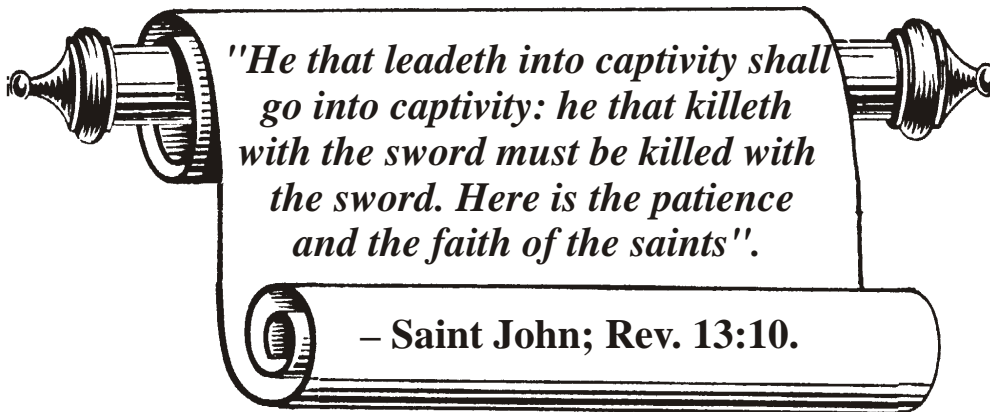 "He that leadeth into captivity shall
go into captivity: he that killeth
with the sword must be killed with
the sword. Here is the patience
and the faith of the saints".
– Saint John; Rev. 13:10.